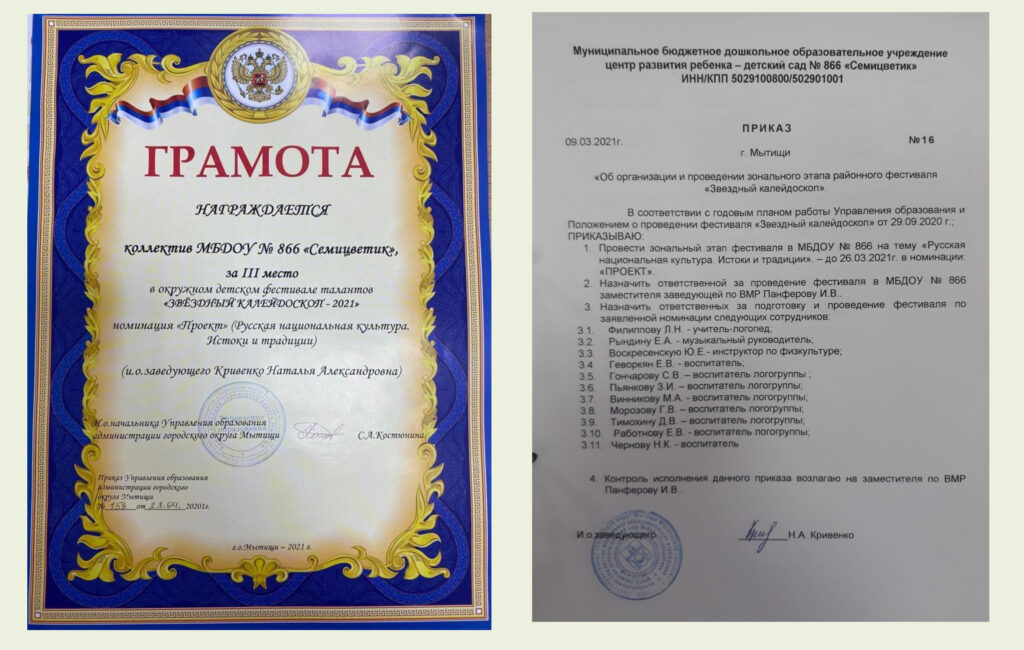 ГРАМОТА
НАГРАЖДАЕТСЯ
коллектив МБДОУ № 866 «Семицветик»,
за III место
в окружном детском фестивале талантов
«ЗВЁЗДНЫЙ КАЛЕЙДОСКОП - 2021»
номинация «Проект» (Русская национальная культура.
Истоки и традиции)
(и.о.заведующего Кривенко Наталья Александровна)
И.о.начальника Управления образования
администрации городского округа Мытищи С.А.Костюнина
Приказ Управления образования
администрации городского
округа Мытищи
№ 158 от 22.04. 20201г.
г.о.Мытищи – 2021 г.
Муниципальное бюджетное дошкольное образовательное учреждение
центр развития ребенка – детский сад № 866 «Семицветик»
ИНН/КПП 5029100800/502901001
ПРИКАЗ
09.03.2021г. №16
г. Мытищи
«Об организации и проведении зонального этапа районного фестиваля
«Звездный калейдоскоп».
В соответствии с годовым планом работы Управления образования и
Положением о проведении фестиваля «Звездный калейдоскоп» от 29.09.2020 г.;
ПРИКАЗЫВАЮ:
1. Провести зональный этап фестиваля в МБДОУ № 866 на тему «Русская
национальная культура. Истоки и традиции». – до 26.03.2021г. в номинации:
«ПРОЕКТ».
2. Назначить ответственной за проведение фестиваля в МБДОУ № 866
заместителя заведующей по ВМР Панферову И.В..
3. Назначить ответственных за подготовку и проведение фестиваля по
заявленной номинации следующих сотрудников:
3.1. Филиппову Л.Н. - учитель-логопед;
3.2. Рындину Е.А. - музыкальный руководитель;
3.3. Воскресенскую Ю.Е.- инструктор по физкультуре;
3.4. Геворкян Е.В. - воспитатель,
3.5. Гончарову С.В. – воспитатель логогруппы ;
3.6. Пьянкову З.И. – воспитатель логогруппы;
3.7. Винникову М.А. - воспитатель логогруппы;
3.8. Морозову Г.В. – воспитатель логогруппы;
3.9. Тимохину Д.В. – воспитатель логогруппы;
3.10. Работнову Е.В. - воспитатель логогруппы;
3.11. Чернову Н.К. - воспитатель
4. Контроль исполнения данного приказа возлагаю на заместителя по ВМР
Панферову И.В..
И.о заведующего Н.А. Кривенко